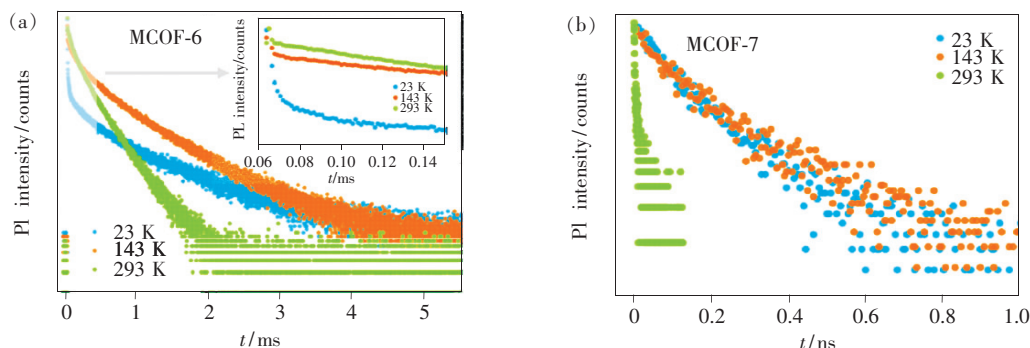 (a)
MCOF-6
PL intensity/counts
23 K
143 K
293 K
0.06 0.08 0.10 0.12 0.14
t/ms
Pl intensity/counts
23 K
143 K
293 K
0 1 2 3 4 5
t/ms
(b)
MCOF-7
23 K
143 K
293 K
Pl intensity/counts
0 0.2 0.4 0.6 0.8 1.0
t/ns